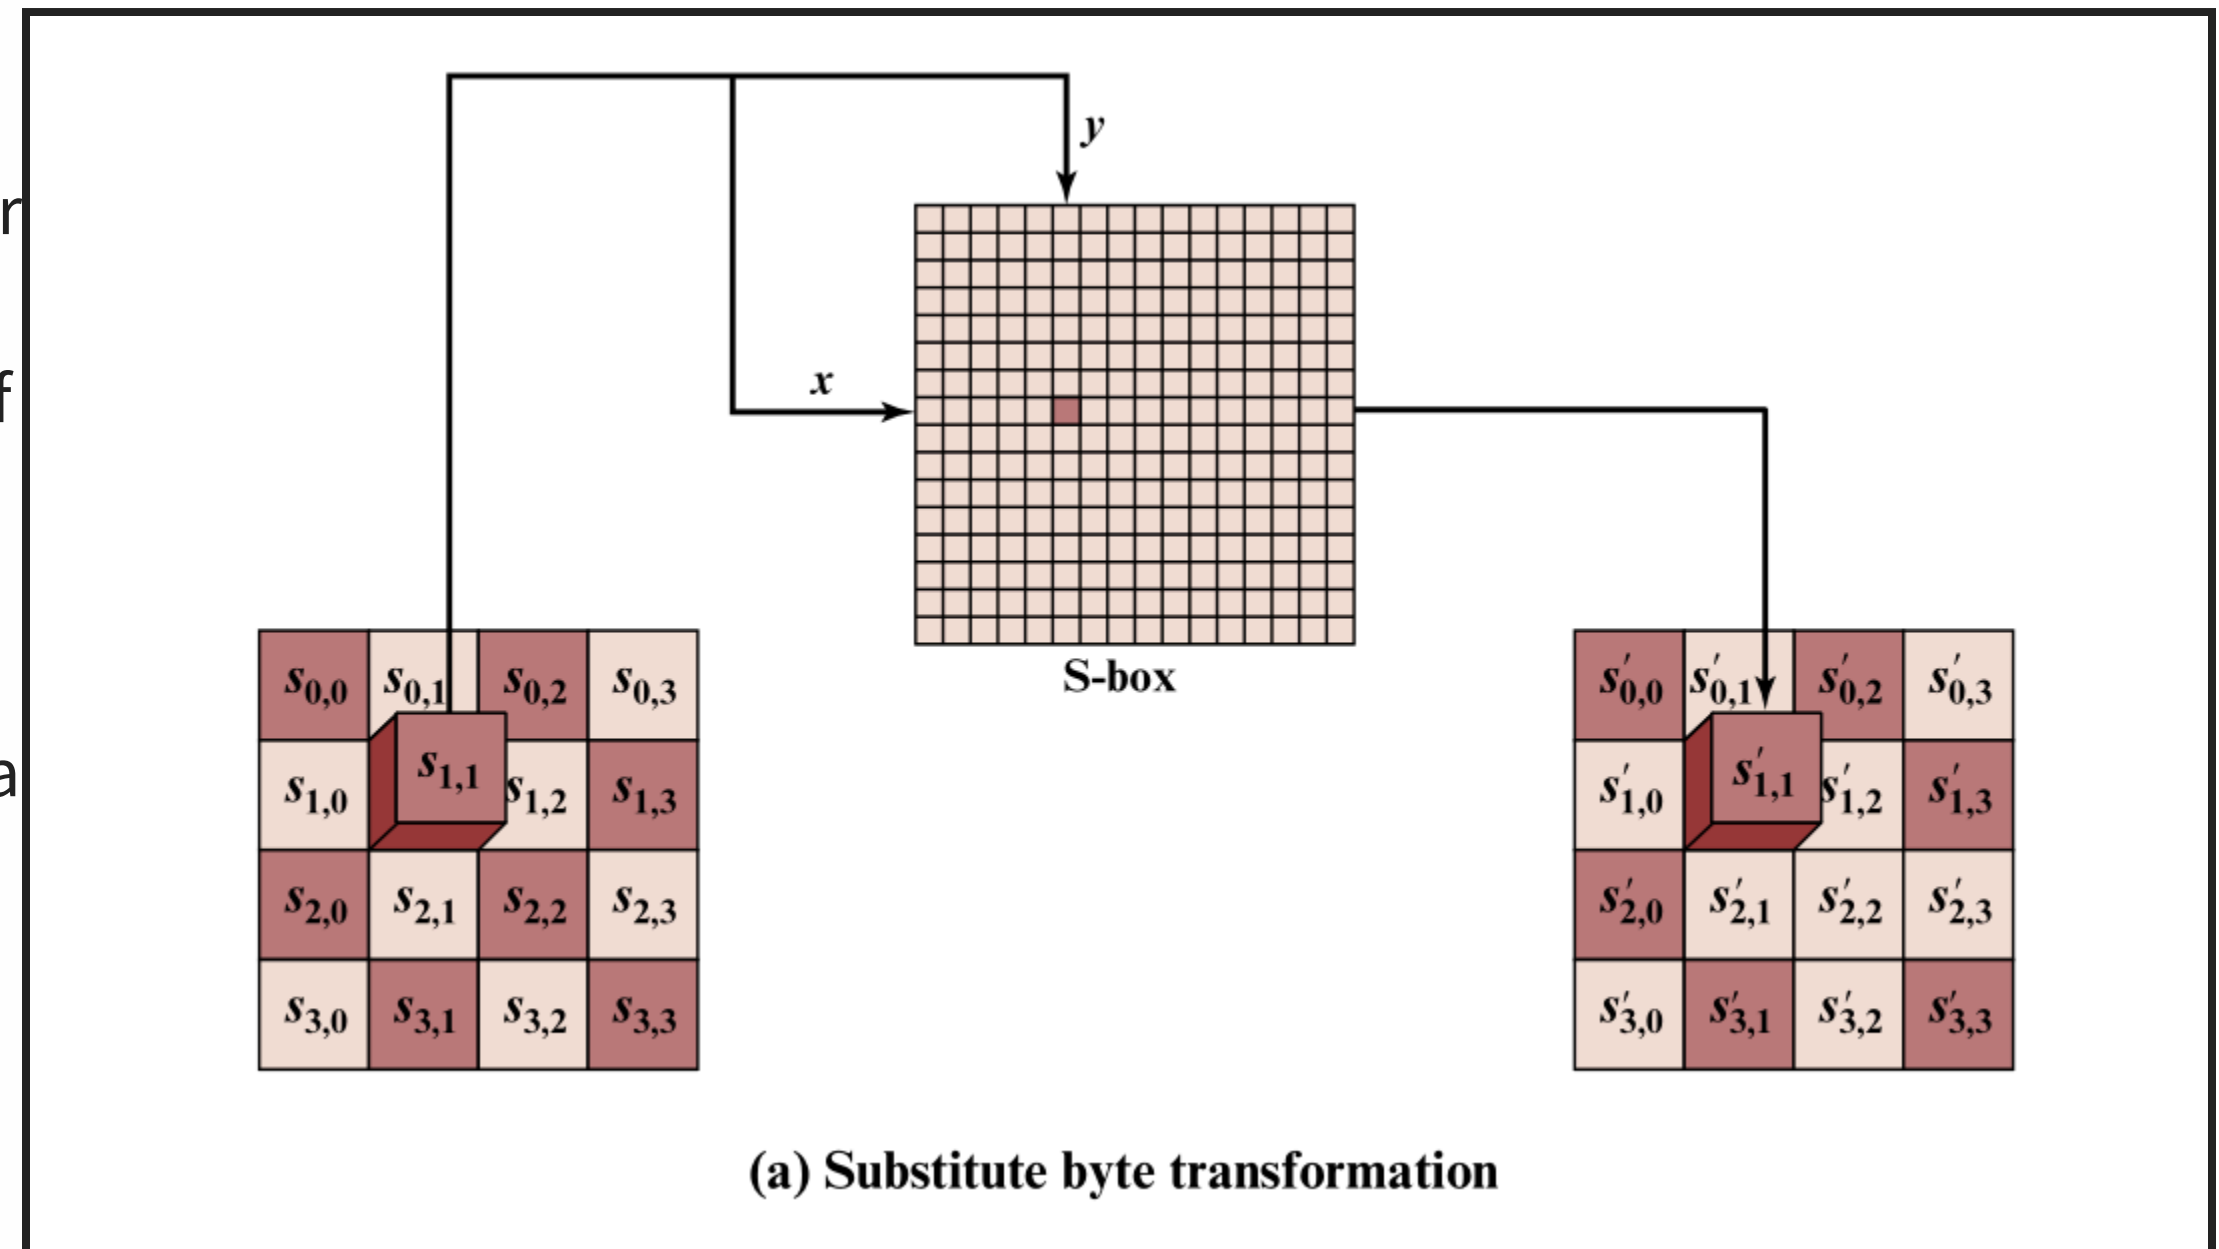 y
r
x
f
S-box
s0,0 s0,1 s0,2 s0,3
s1,0 s1,1 s1,2 s1,3
s2,0 s2,1 s2,2 s2,3
s3,0 s3,1 s3,2 s3,3
s′0,0 s′0,1 s′0,2 s′0,3
s′1,0 s′1,1 s′1,2 s′1,3
s′2,0 s′2,1 s′2,2 s′2,3
s′3,0 s′3,1 s′3,2 s′3,3
a
(a) Substitute byte transformation